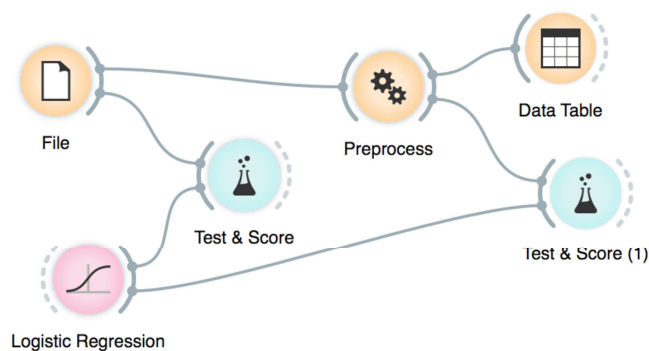 File
Preprocess
Data Table
Test & Score
Test & Score (1)
Logistic Regression